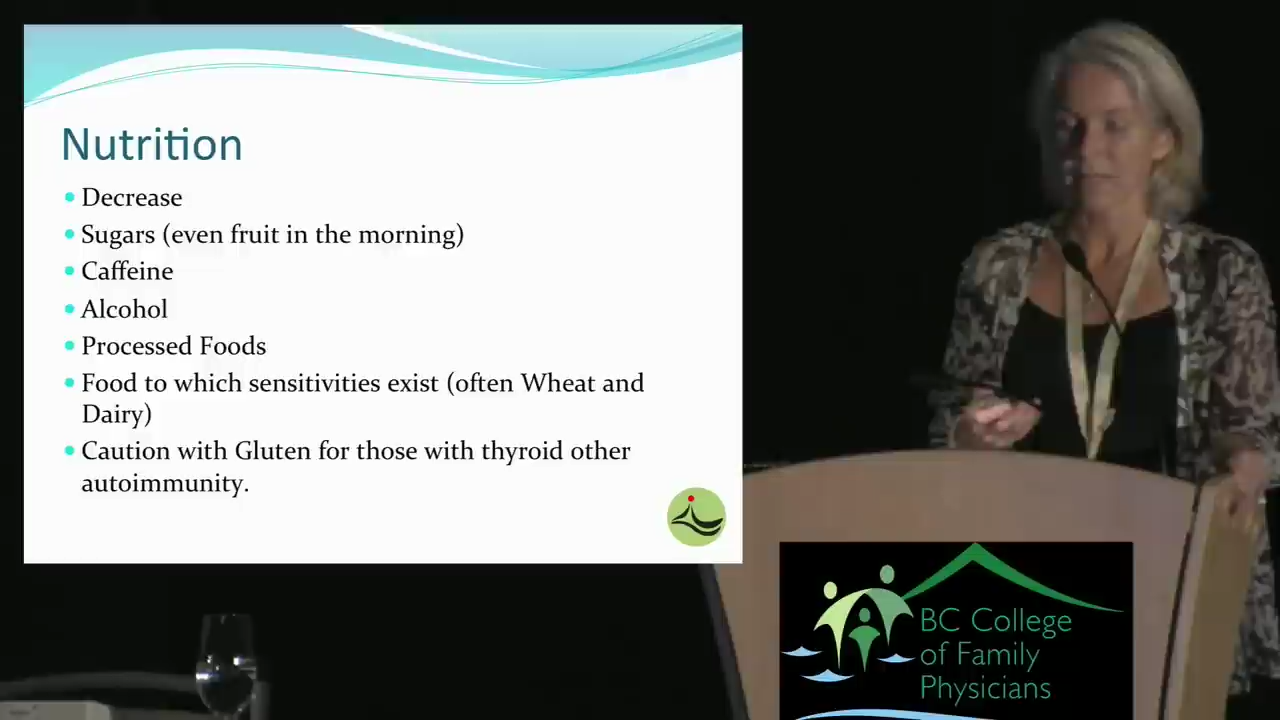 Nutrition
• Decrease
• Sugars (even fruit in the morning)
• Caffeine
• Alcohol
• Processed Foods
• Food to which sensitivities exist (often Wheat and
Dairy)
• Caution with Gluten for those with thyroid other
autoimmunity.
BC College
of Family
Physicians